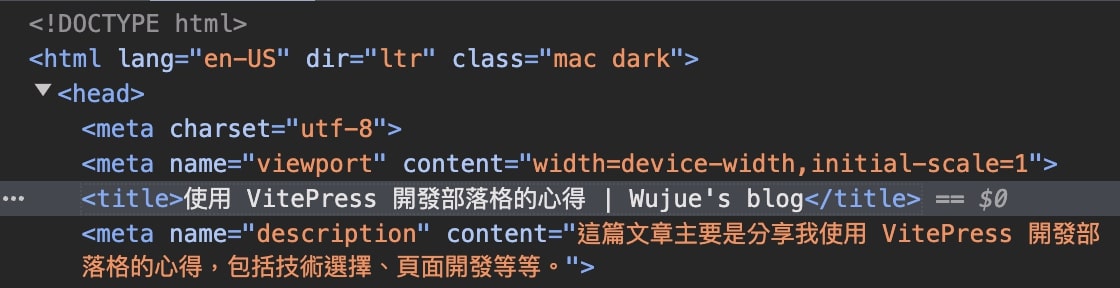 <!DOCTYPE html>
<html lang="en-US" dir="ltr" class="mac dark">
▼ <head>
<meta charset="utf-8">
<meta name="viewport" content="width=device-width,initial-scale=1">
… <title>使用 VitePress 開發部落格的心得 | Wujue's blog</title> == $0
<meta name="description" content="這篇文章主要是分享我使用 VitePress 開發部
落格的心得，包括技術選擇、頁面開發等等。">